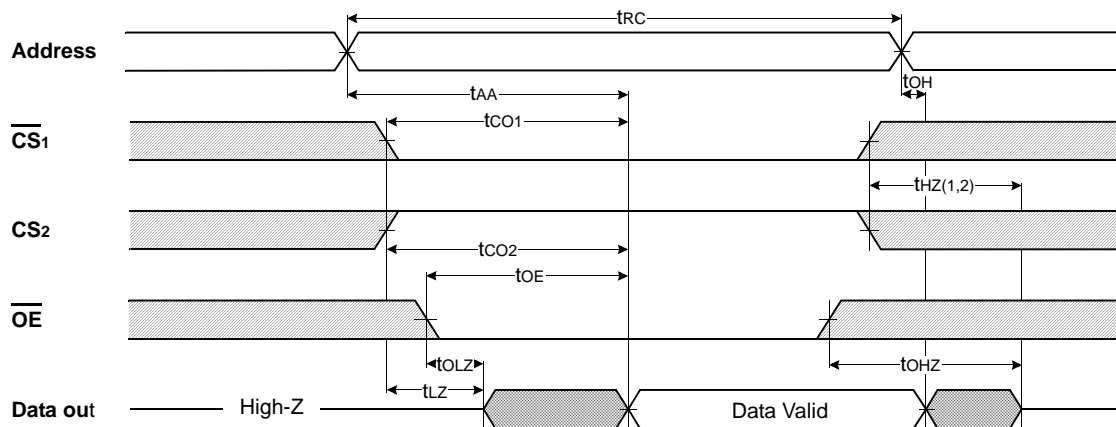 tRC
Address
tOH
tAA
tCO1
CS1
tHZ(1,2)
CS2
tCO2
tOE
OE
tOLZ
tOHZ
tLZ
Data out
High-Z
Data Valid